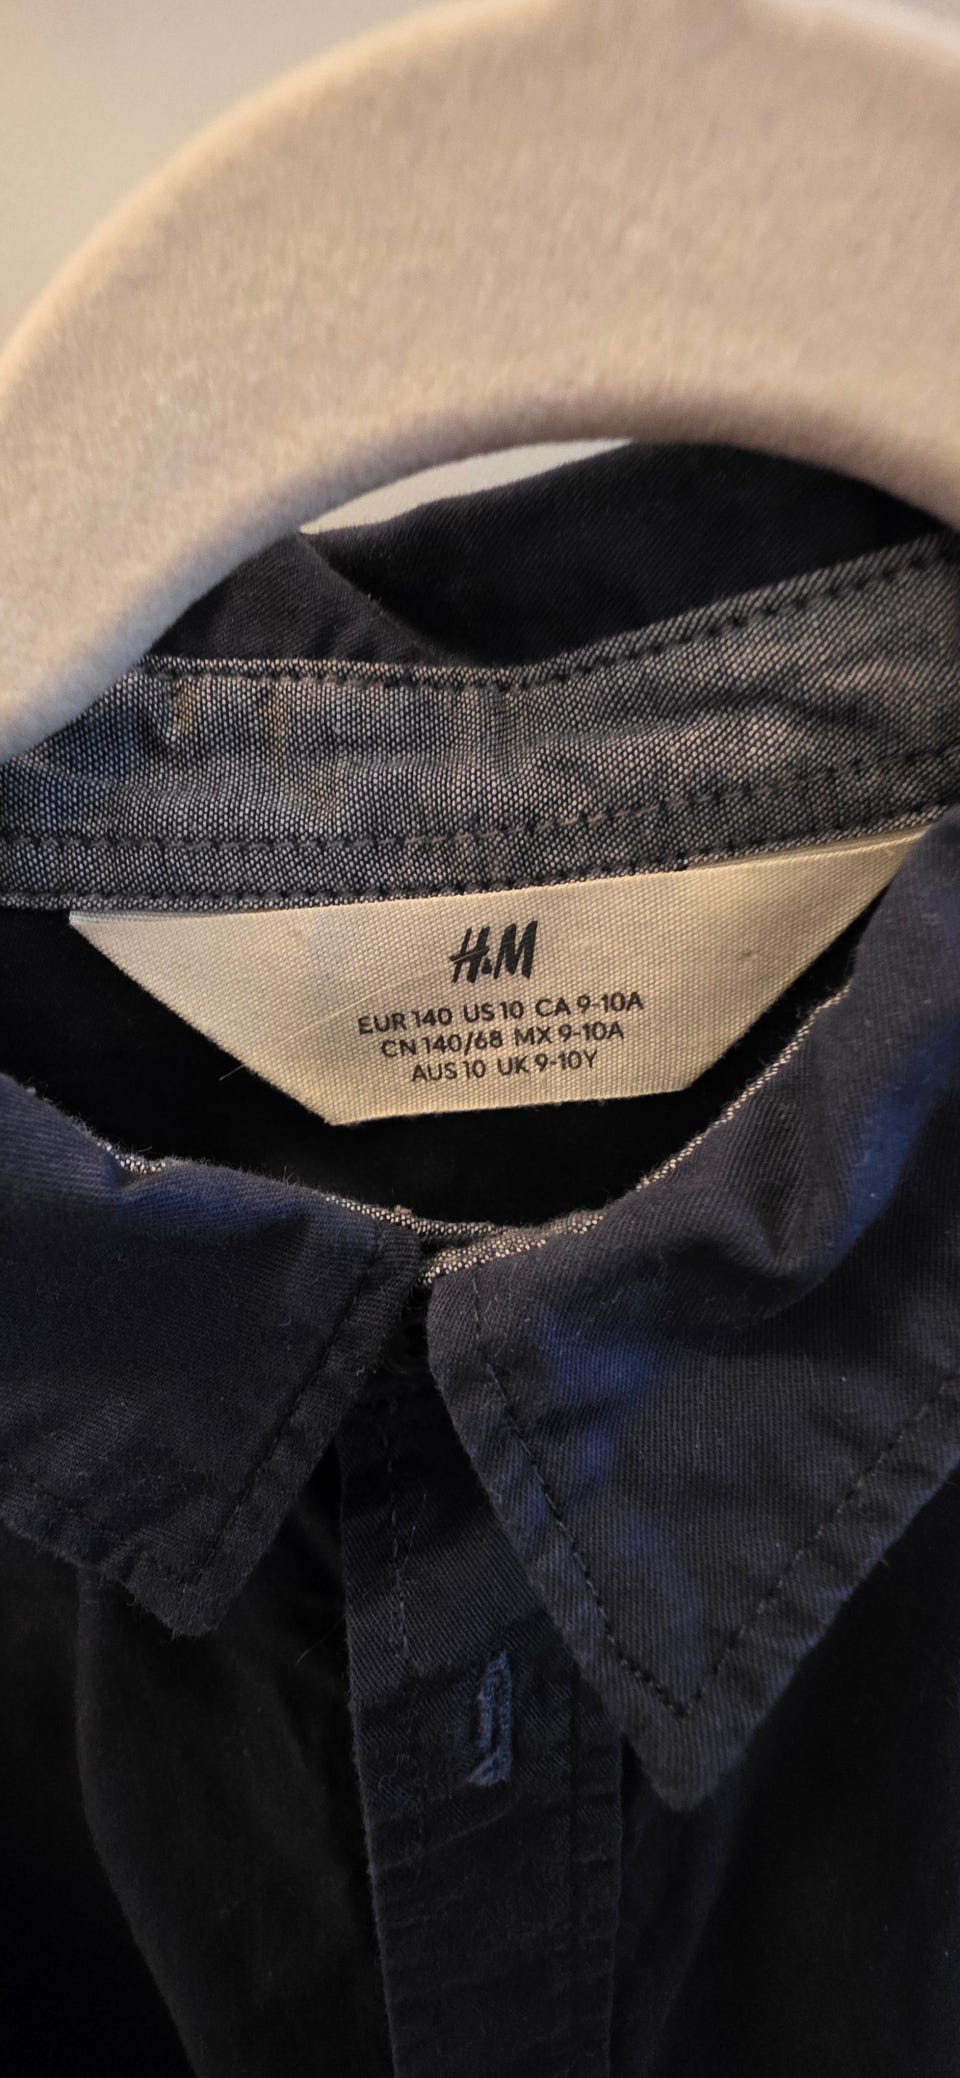 H&M
EUR 140 US 10 CA 9-10A
CN 140/68 MX 9-10A
AUS 10 UK 9-10Y